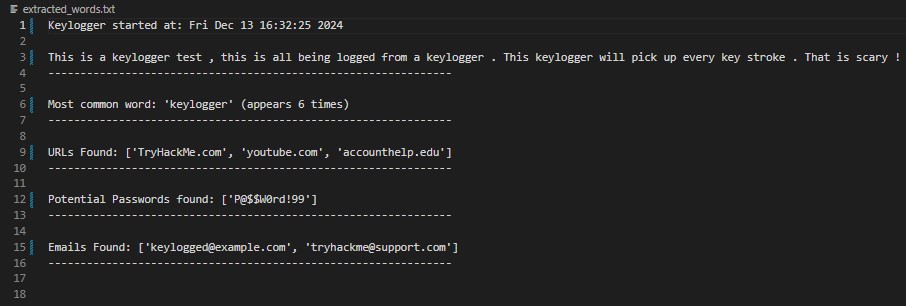 extracted_words.txt
1 Keylogger started at: Fri Dec 13 16:32:25 2024
2
3 This is a keylogger test , this is all being logged from a keylogger . This keylogger will pick up every key stroke . That is scary !
4 --------------------------------------------------------------
5
6 Most common word: 'keylogger' (appears 6 times)
7 --------------------------------------------------------------
8
9 URLs Found: ['TryHackMe.com', 'youtube.com', 'accounthelp.edu']
10 --------------------------------------------------------------
11
12 Potential Passwords found: ['P@$$W0rd!99']
13 --------------------------------------------------------------
14
15 Emails Found: ['keylogged@example.com', 'tryhackme@support.com']
16 --------------------------------------------------------------
17
18